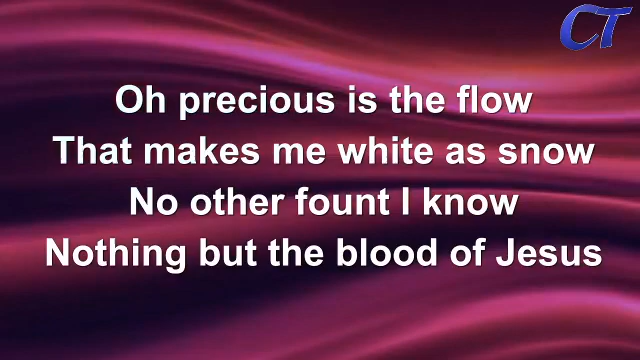 CT
Oh precious is the flow
That makes me white as snow
No other fount I know
Nothing but the blood of Jesus